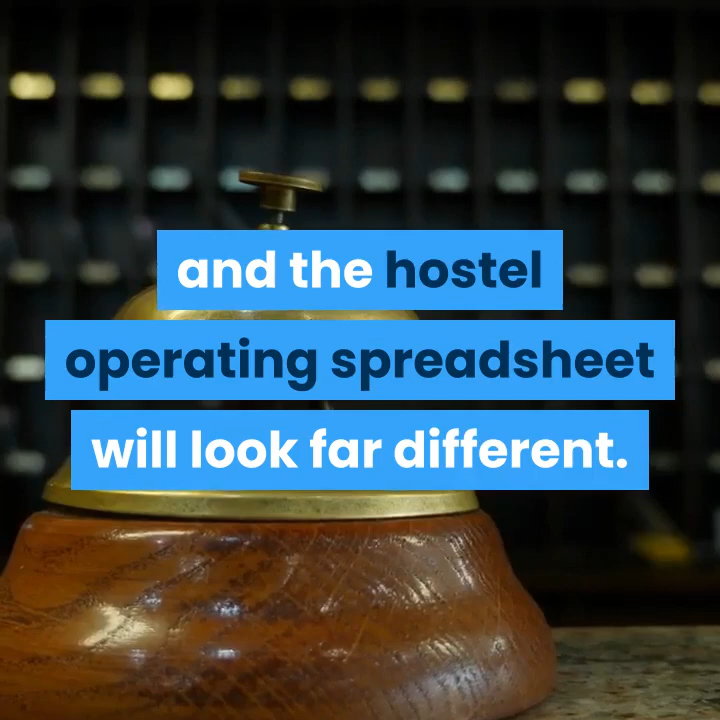 and the hostel
operating spreadsheet
will look far different.